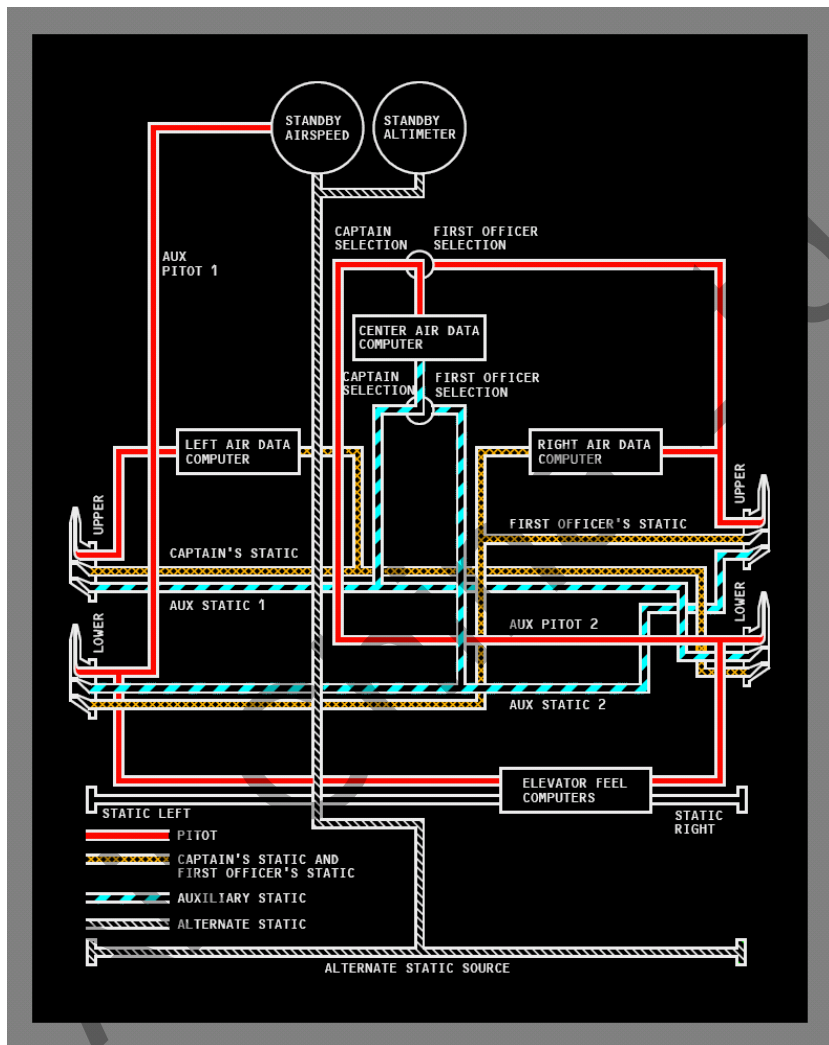 STANDBY
AIRSPEED
STANDBY
ALTIMETER
CAPTAIN
SELECTION
FIRST OFFICER
SELECTION
AUX
PITOT 1
CENTER AIR DATA
COMPUTER
CAPTAIN
SELECTION
FIRST OFFICER
SELECTION
LEFT AIR DATA
COMPUTER
RIGHT AIR DATA
COMPUTER
UPPER
UPPER
FIRST OFFICER'S STATIC
CAPTAIN'S STATIC
AUX STATIC 1
LOWER
LOWER
AUX PITOT 2
AUX STATIC 2
ELEVATOR FEEL
COMPUTERS
STATIC LEFT
STATIC
RIGHT
PITOT
CAPTAIN'S STATIC AND
FIRST OFFICER'S STATIC
AUXILIARY STATIC
ALTERNATE STATIC
ALTERNATE STATIC SOURCE